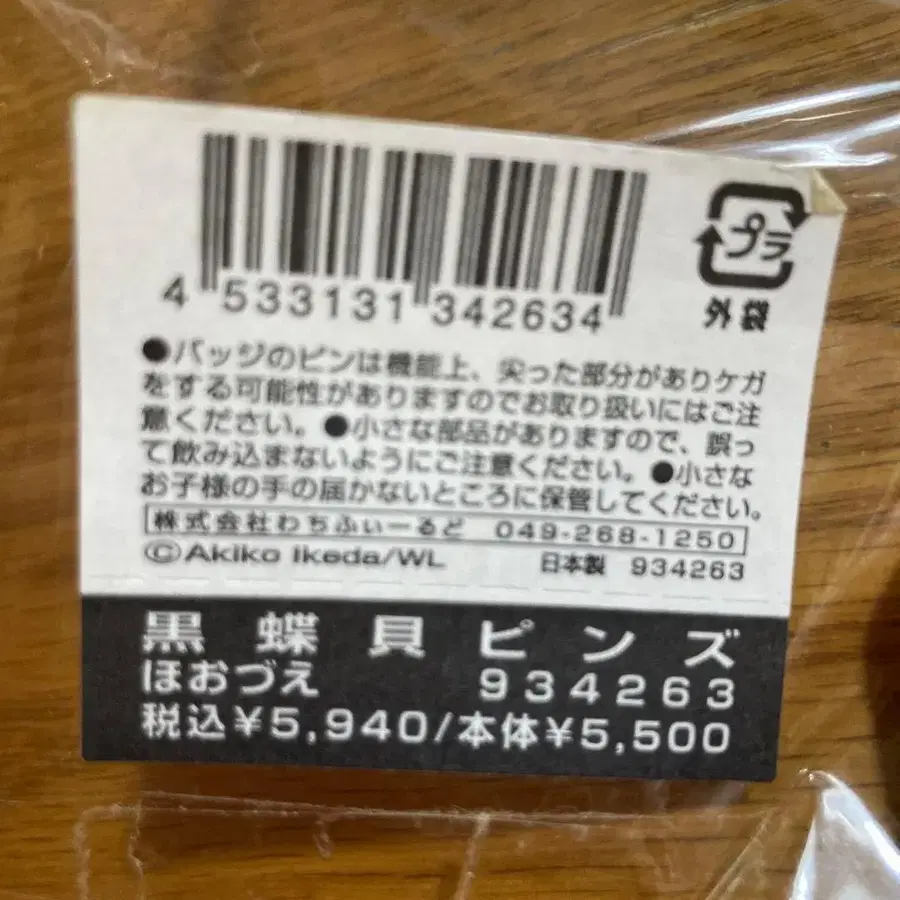 4 533131 342634
プラ
外袋
●バッジのピンは機能上、尖った部分がありケガ
をする可能性がありますのでお取り扱いにはご注
意ください。●小さな部品がありますので、誤っ
て飲み込まないようにご注意ください。●小さな
お子様の手の届かないところに保管してください。
株式会社わちふぃーるど 049-268-1250
©Akiko Ikeda/WL 日本製 934263
黒蝶貝ピンズ
ほおづえ 934263
税込¥5,940/本体¥5,500